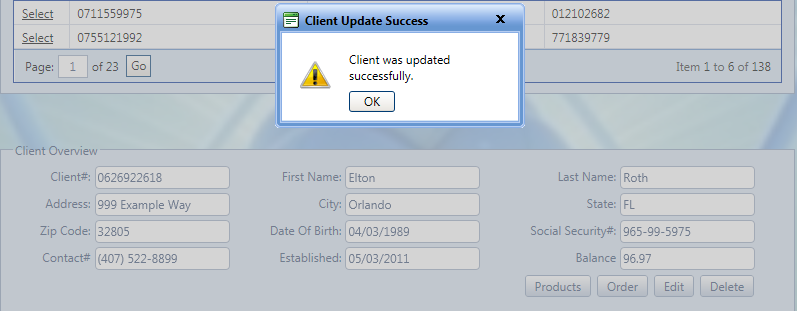 Select 0711559975 012102682
Client Update Success X
Select 0755121992 771839779
Client was updated
successfully.
Page: 1 of 23 Go Item 1 to 6 of 138
OK
Client Overview
Client#: 0626922618 First Name: Elton Last Name: Roth
Address: 999 Example Way City: Orlando State: FL
Zip Code: 32805 Date Of Birth: 04/03/1989 Social Security#: 965-99-5975
Contact# (407) 522-8899 Established: 05/03/2011 Balance 96.97
Products Order Edit Delete